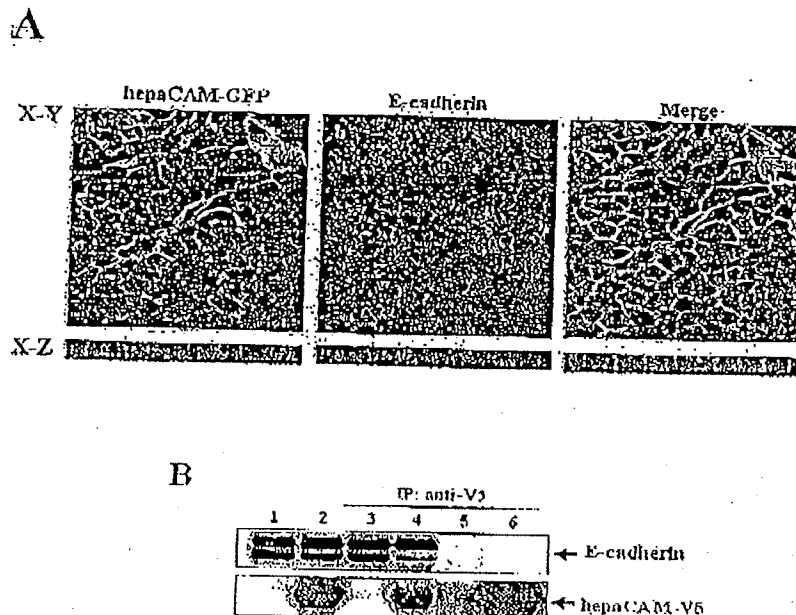 A
hepaCAM-GFP E-cadherin Merge
X-Y
X-Z
B
IP: anti-V5
1 2 3 4 5 6
E-cadherin
hepaCAM-V5